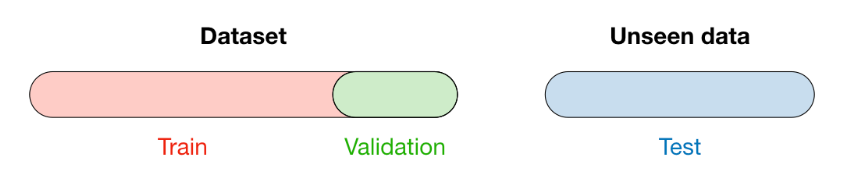 Dataset
Unseen data
Train
Validation
Test